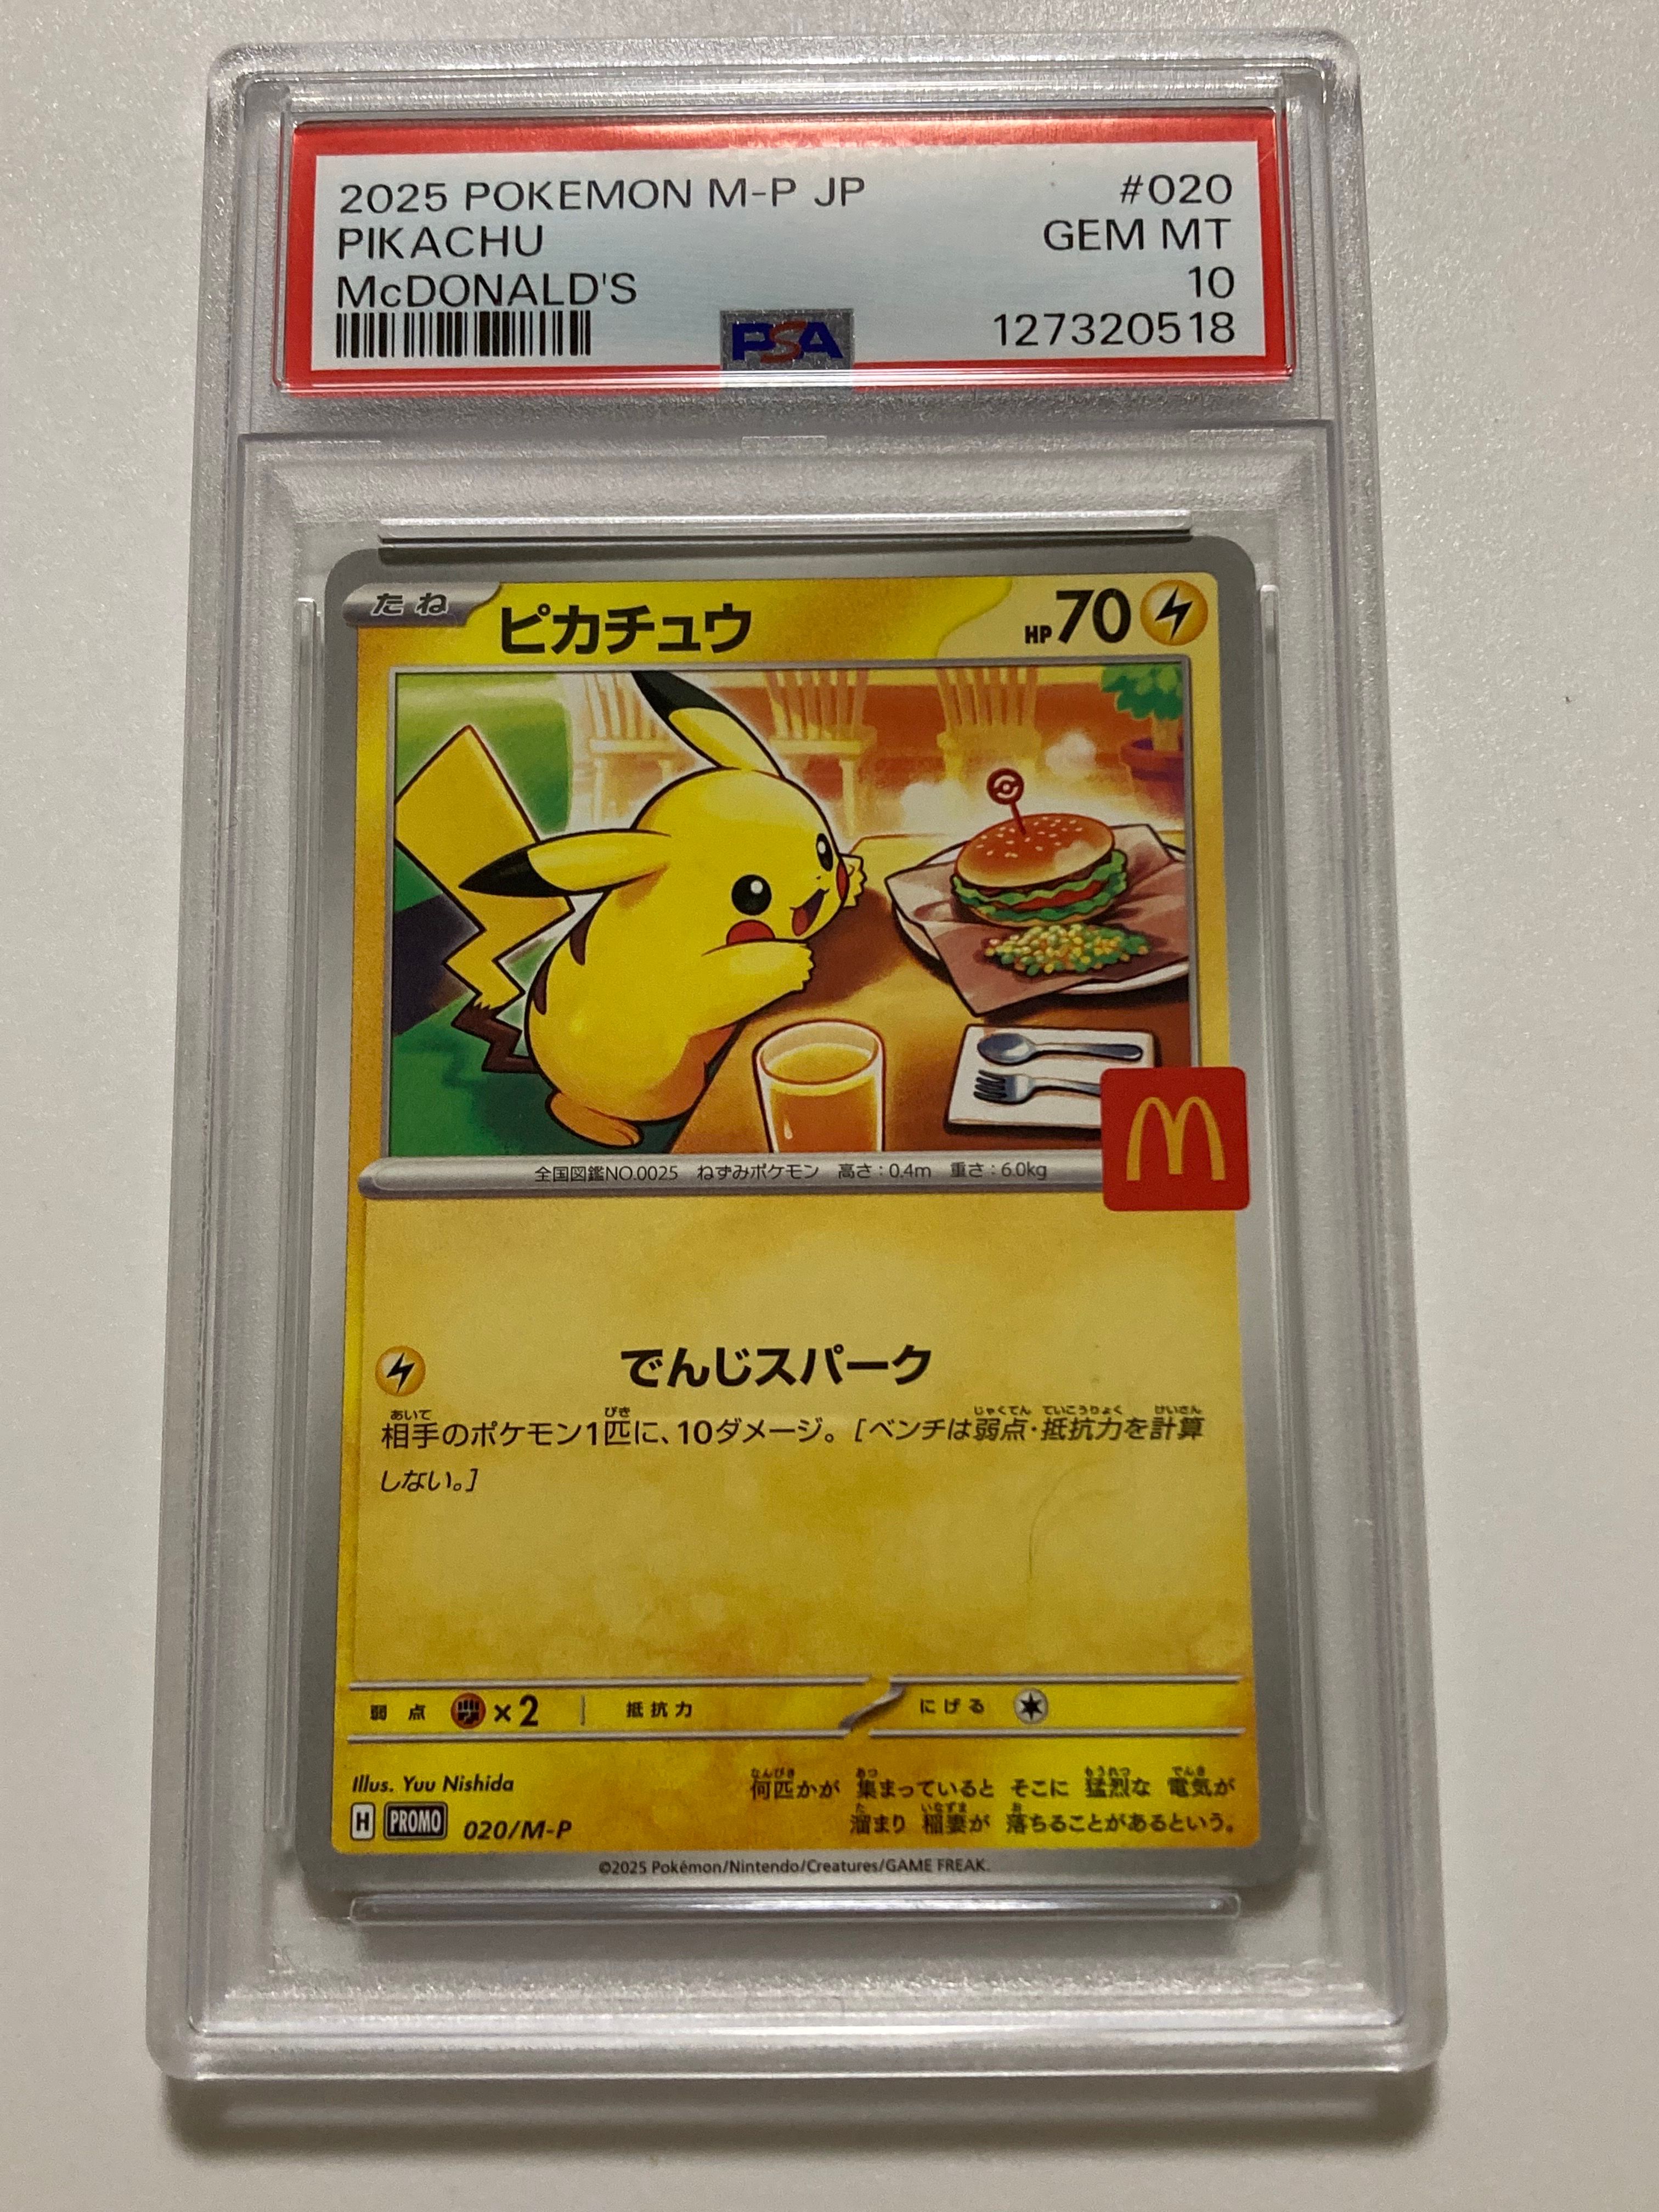 2025 POKEMON M-P JP #020
PIKACHU GEM MT
McDONALD'S 10
PSA 127320518
たね ピカチュウ HP70
全国図鑑NO.0025 ねずみポケモン 高さ:0.4m 重さ:6.0kg
でんじスパーク
相手のポケモン1匹に、10ダメージ。[ベンチは弱点・抵抗力を計算
しない。]
弱点 ×2 抵抗力 にげる
Illus. Yuu Nishida
何匹かが 集まっていると そこに 猛烈な 電気が
溜まり 稲妻が 落ちることがあるという。
H PROMO 020/M-P
©2025 Pokémon/Nintendo/Creatures/GAME FREAK.